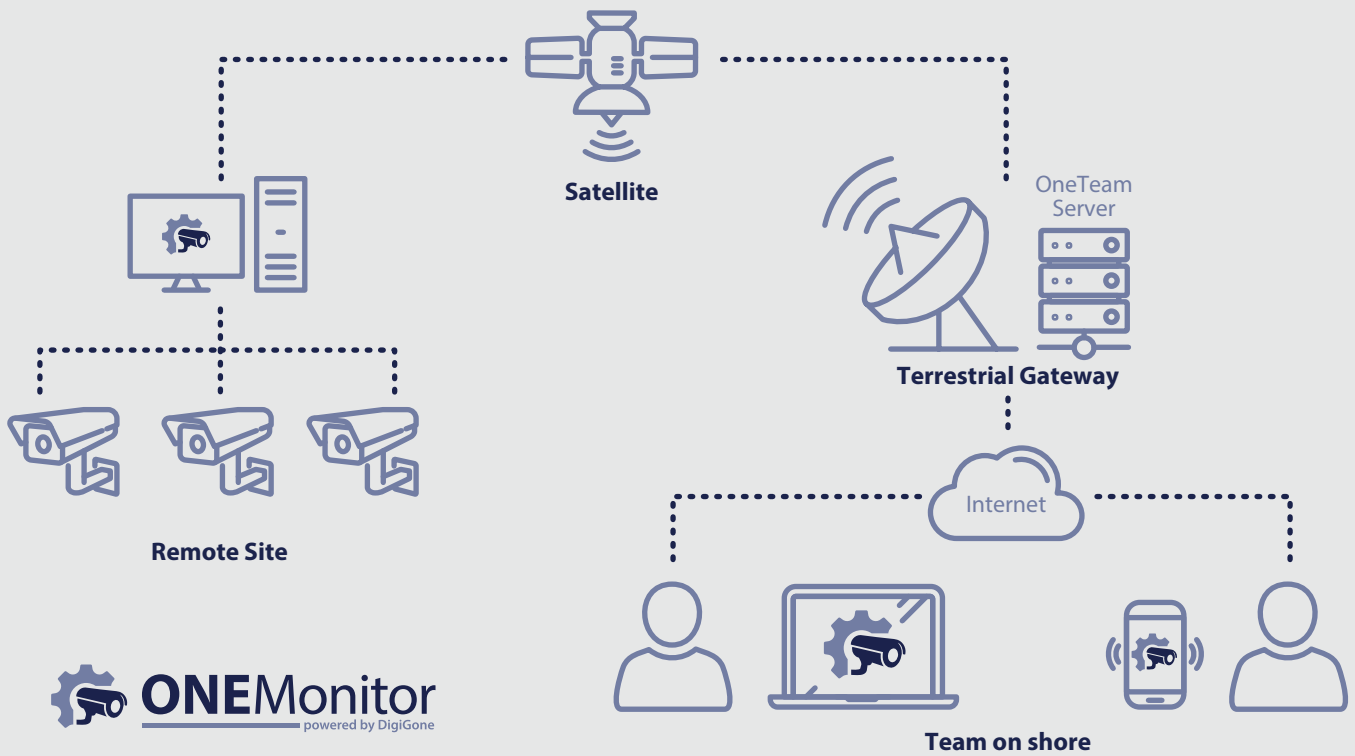 Satellite
OneTeam
Server
Terrestrial Gateway
Internet
Remote Site
ONEMonitor
powered by DigiGone
Team on shore